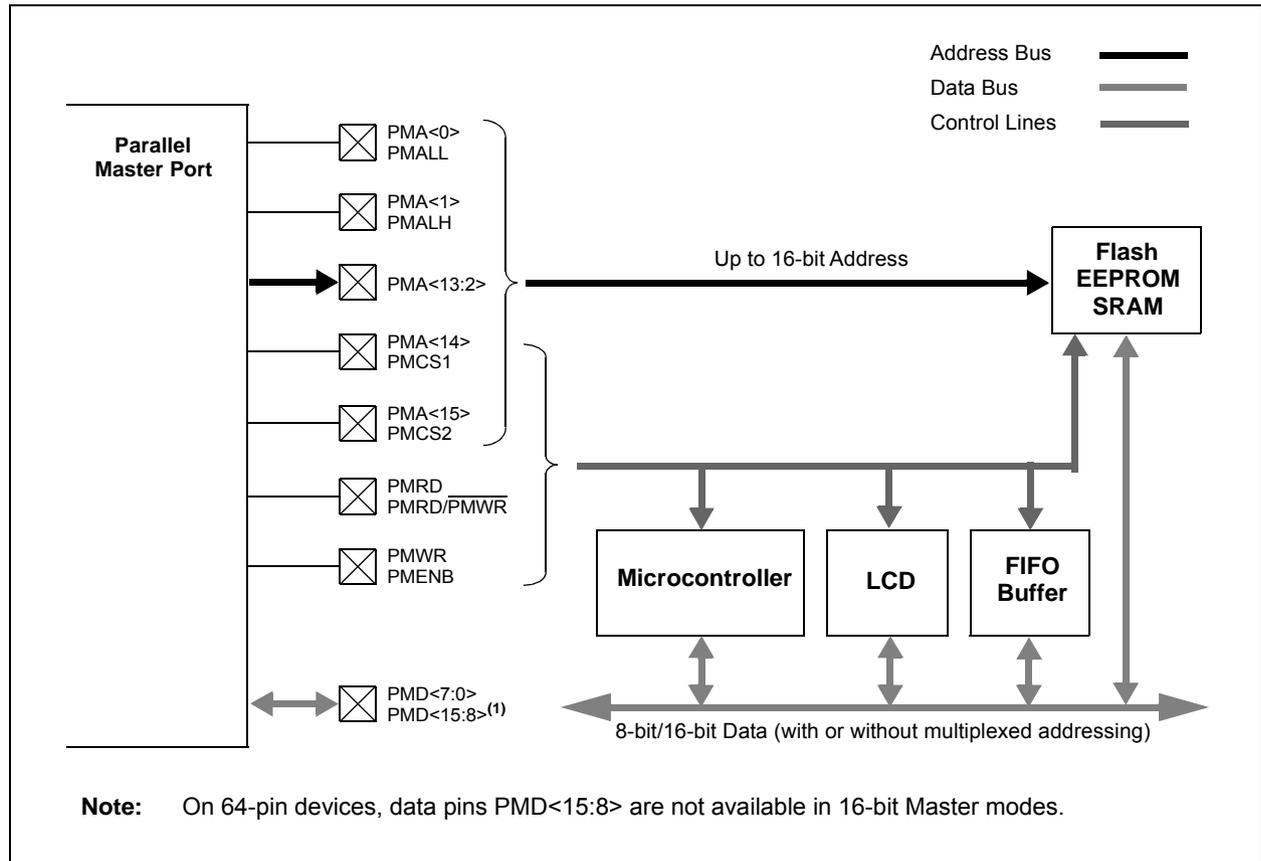 Address Bus
Data Bus
Control Lines
Parallel
Master Port
PMA<0>
PMALL
PMA<1>
PMALH
PMA<13:2>
PMA<14>
PMCS1
PMA<15>
PMCS2
PMRD
PMRD/PMWR
PMWR
PMENB
PMD<7:0>
PMD<15:8>(1)
Up to 16-bit Address
Flash
EEPROM
SRAM
Microcontroller
LCD
FIFO
Buffer
8-bit/16-bit Data (with or without multiplexed addressing)
Note: On 64-pin devices, data pins PMD<15:8> are not available in 16-bit Master modes.